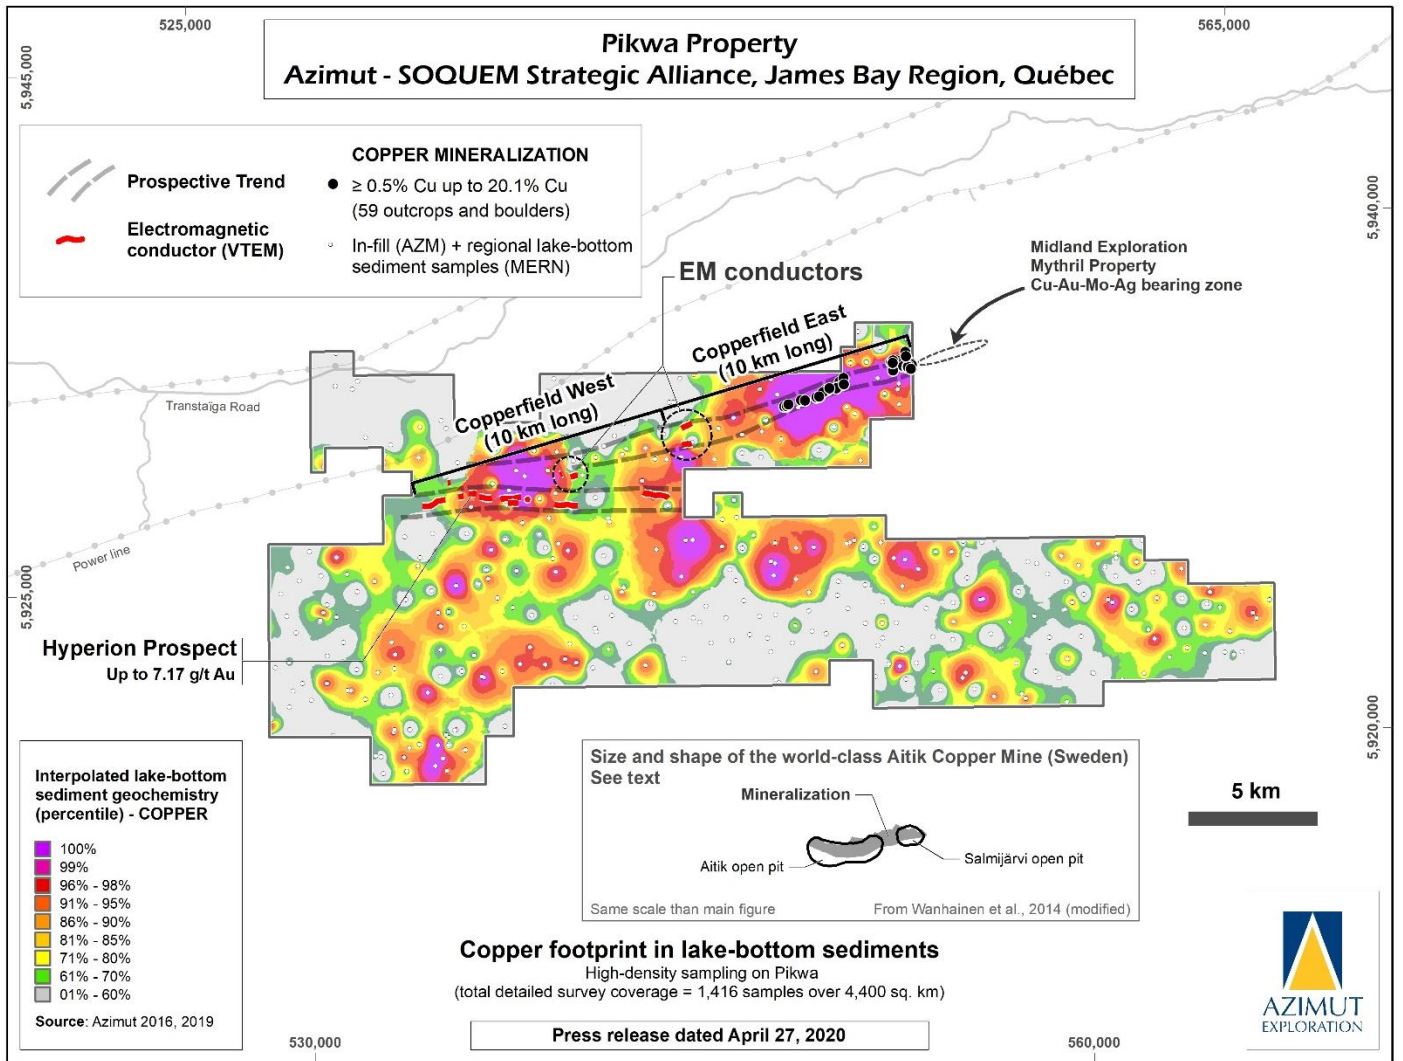 525,000
565,000
5,945,000
Pikwa Property
Azimut - SOQUEM Strategic Alliance, James Bay Region, Québec
Prospective Trend
Electromagnetic
conductor (VTEM)
COPPER MINERALIZATION
≥ 0.5% Cu up to 20.1% Cu
(59 outcrops and boulders)
In-fill (AZM) + regional lake-bottom
sediment samples (MERN)
5,940,000
EM conductors
Midland Exploration
Mythril Property
Cu-Au-Mo-Ag bearing zone
Copperfield East
(10 km long)
Copperfield West
(10 km long)
Transtaïga Road
Power line
5,925,000
Hyperion Prospect
Up to 7.17 g/t Au
5,920,000
Interpolated lake-bottom
sediment geochemistry
(percentile) - COPPER
100%
99%
96% - 98%
91% - 95%
86% - 90%
81% - 85%
71% - 80%
61% - 70%
01% - 60%
Source: Azimut 2016, 2019
Size and shape of the world-class Aitik Copper Mine (Sweden)
See text
Mineralization
Aitik open pit
Salmijärvi open pit
Same scale than main figure
From Wanhainen et al., 2014 (modified)
5 km
Copper footprint in lake-bottom sediments
High-density sampling on Pikwa
(total detailed survey coverage = 1,416 samples over 4,400 sq. km)
Press release dated April 27, 2020
AZIMUT
EXPLORATION
530,000
560,000